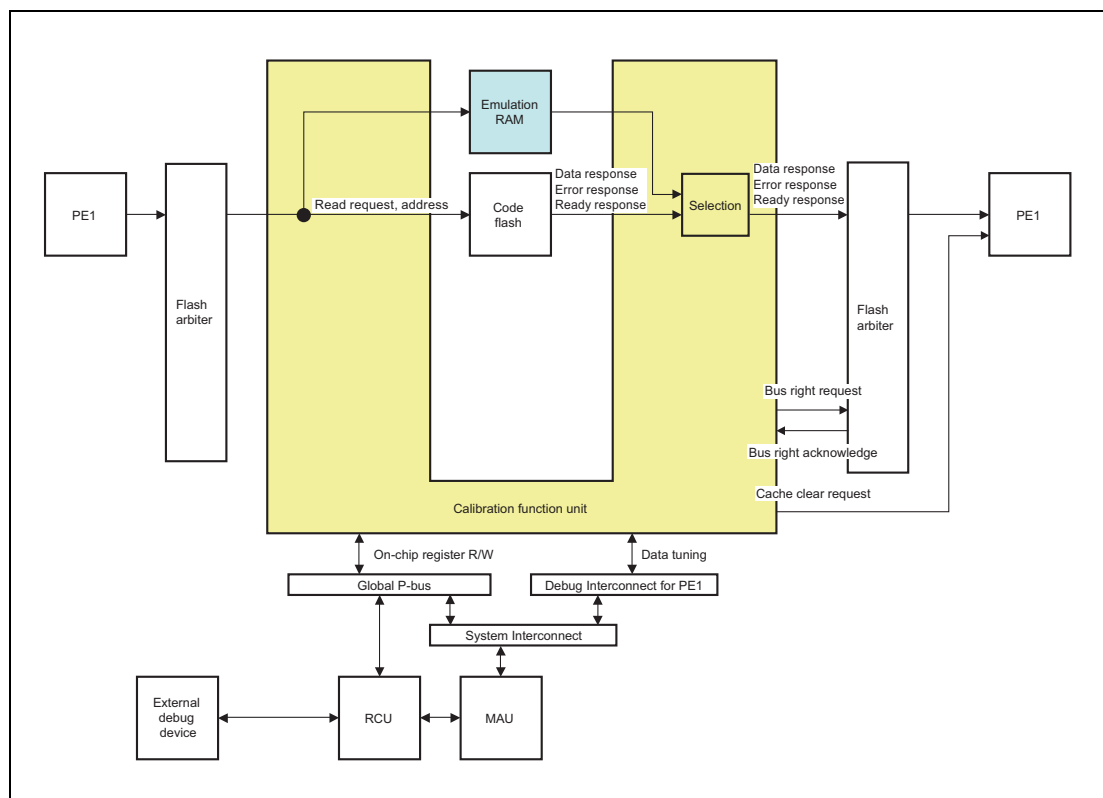 Emulation
RAM
PE1
Flash
arbiter
Read request, address
Code
flash
Data response
Error response
Ready response
Selection
Data response
Error response
Ready response
Flash
arbiter
PE1
Bus right request
Bus right acknowledge
Cache clear request
Calibration function unit
On-chip register R/W
Data tuning
Global P-bus
Debug Interconnect for PE1
System Interconnect
External
debug
device
RCU
MAU